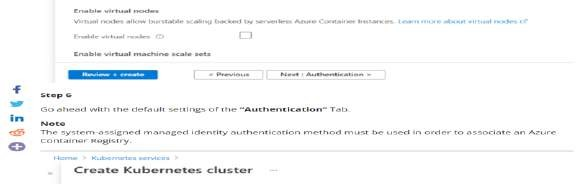 Enable virtual nodes
Virtual nodes allow burstable scaling backed by serverless Azure Container Instances. Learn more about virtual nodes
Enable virtual nodes
Enable virtual machine scale sets
Review + create
< Previous
Next : Authentication >
Step 6
Go ahead with the default settings of the "Authentication" Tab.
Note
The system-assigned managed identity authentication method must be used in order to associate an Azure
Container Registry.
Home > Kubernetes services >
Create Kubernetes cluster ...